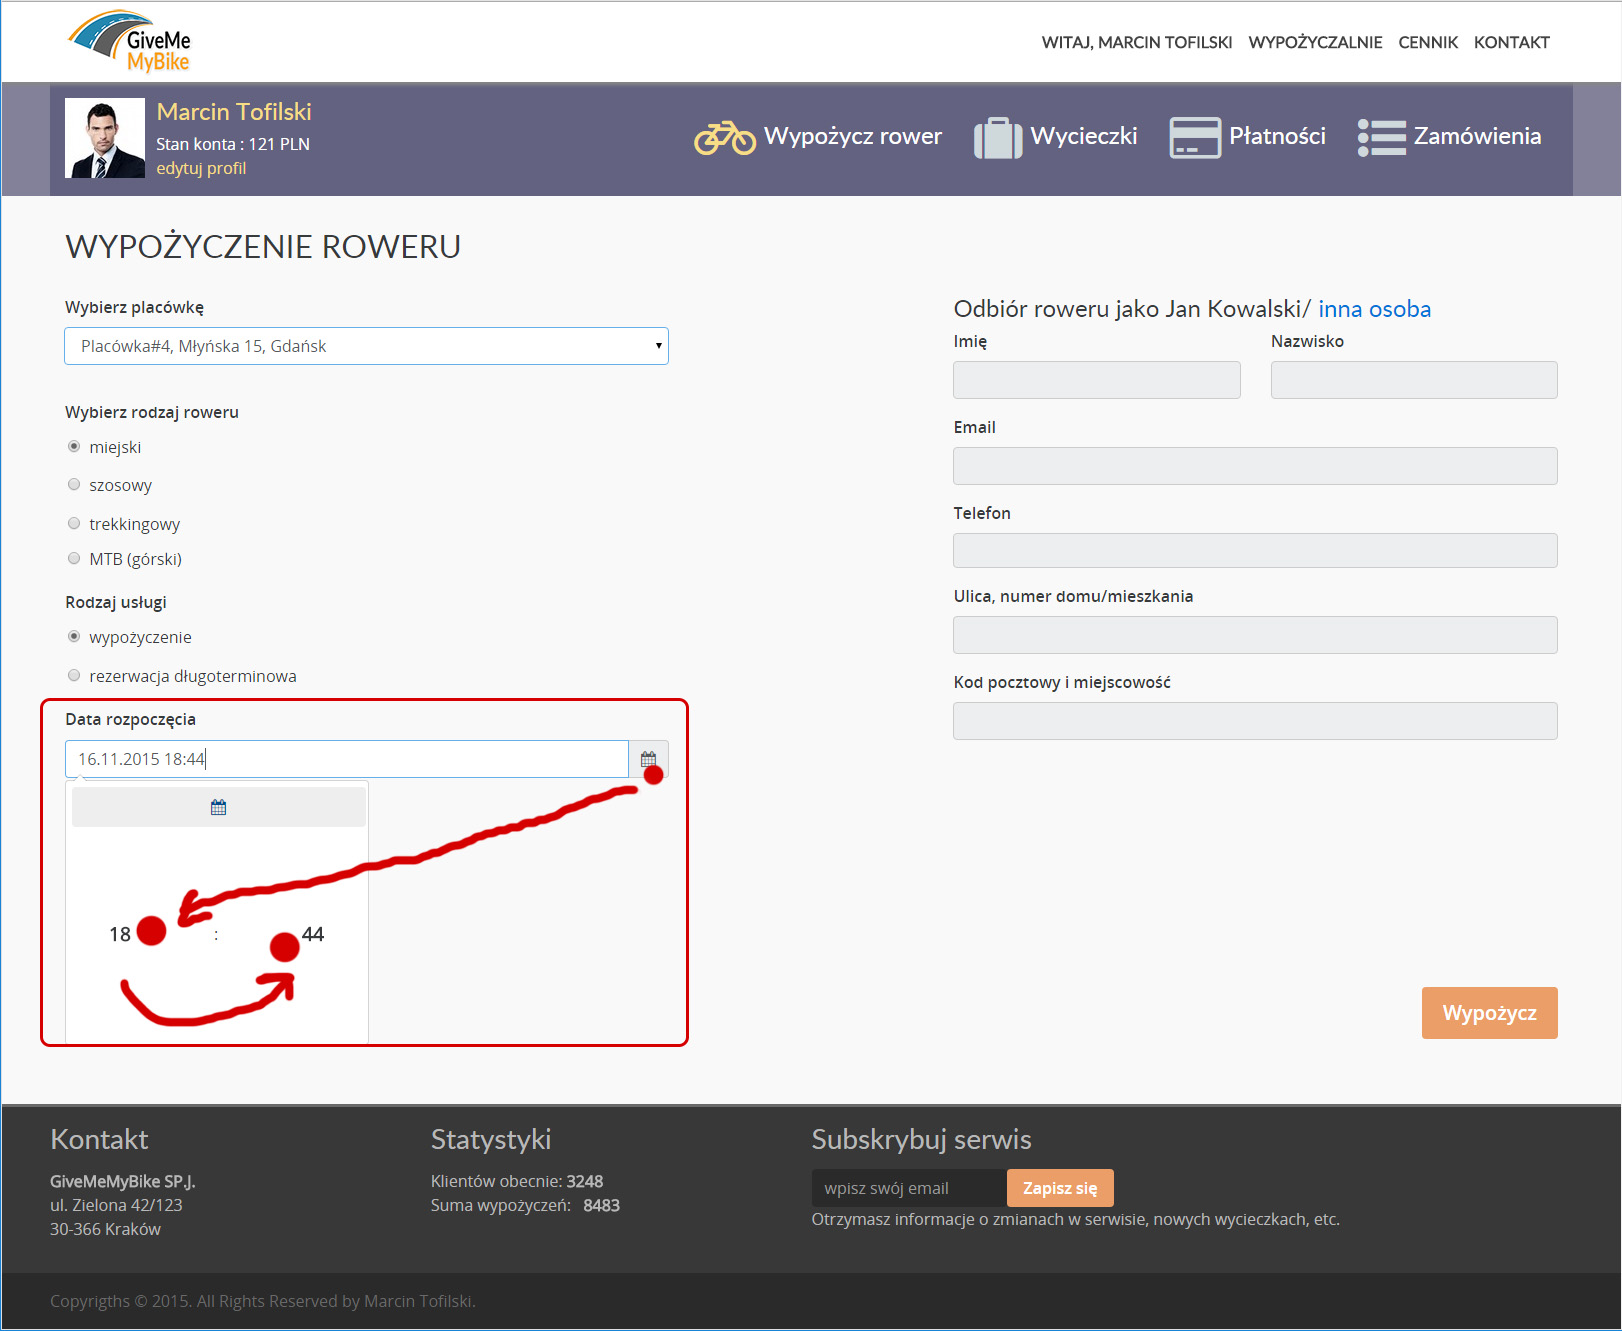 GiveMe
MyBike
WITAJ, MARCIN TOFILSKI WYPOŻYCZALNIE CENNIK KONTAKT
Marcin Tofilski
Stan konta : 121 PLN
edytuj profil
Wypożycz rower Wycieczki Płatności Zamówienia
WYPOŻYCZENIE ROWERU
Wybierz placówkę
Placówka#4, Młyńska 15, Gdańsk
Wybierz rodzaj roweru
miejski
szosowy
trekkingowy
MTB (górski)
Rodzaj usługi
wypożyczenie
rezerwacja długoterminowa
Data rozpoczęcia
16.11.2015 18:44
18 : 44
Odbiór roweru jako Jan Kowalski/ inna osoba
Imię Nazwisko
Email
Telefon
Ulica, numer domu/mieszkania
Kod pocztowy i miejscowość
Wypożycz
Kontakt
GiveMeMyBike SP.J.
ul. Zielona 42/123
30-366 Kraków
Statystyki
Klientów obecnie: 3248
Suma wypożyczeń: 8483
Subskrybuj serwis
wpisz swój email Zapisz się
Otrzymasz informacje o zmianach w serwisie, nowych wycieczkach, etc.
Copyrigths © 2015. All Rights Reserved by Marcin Tofilski.